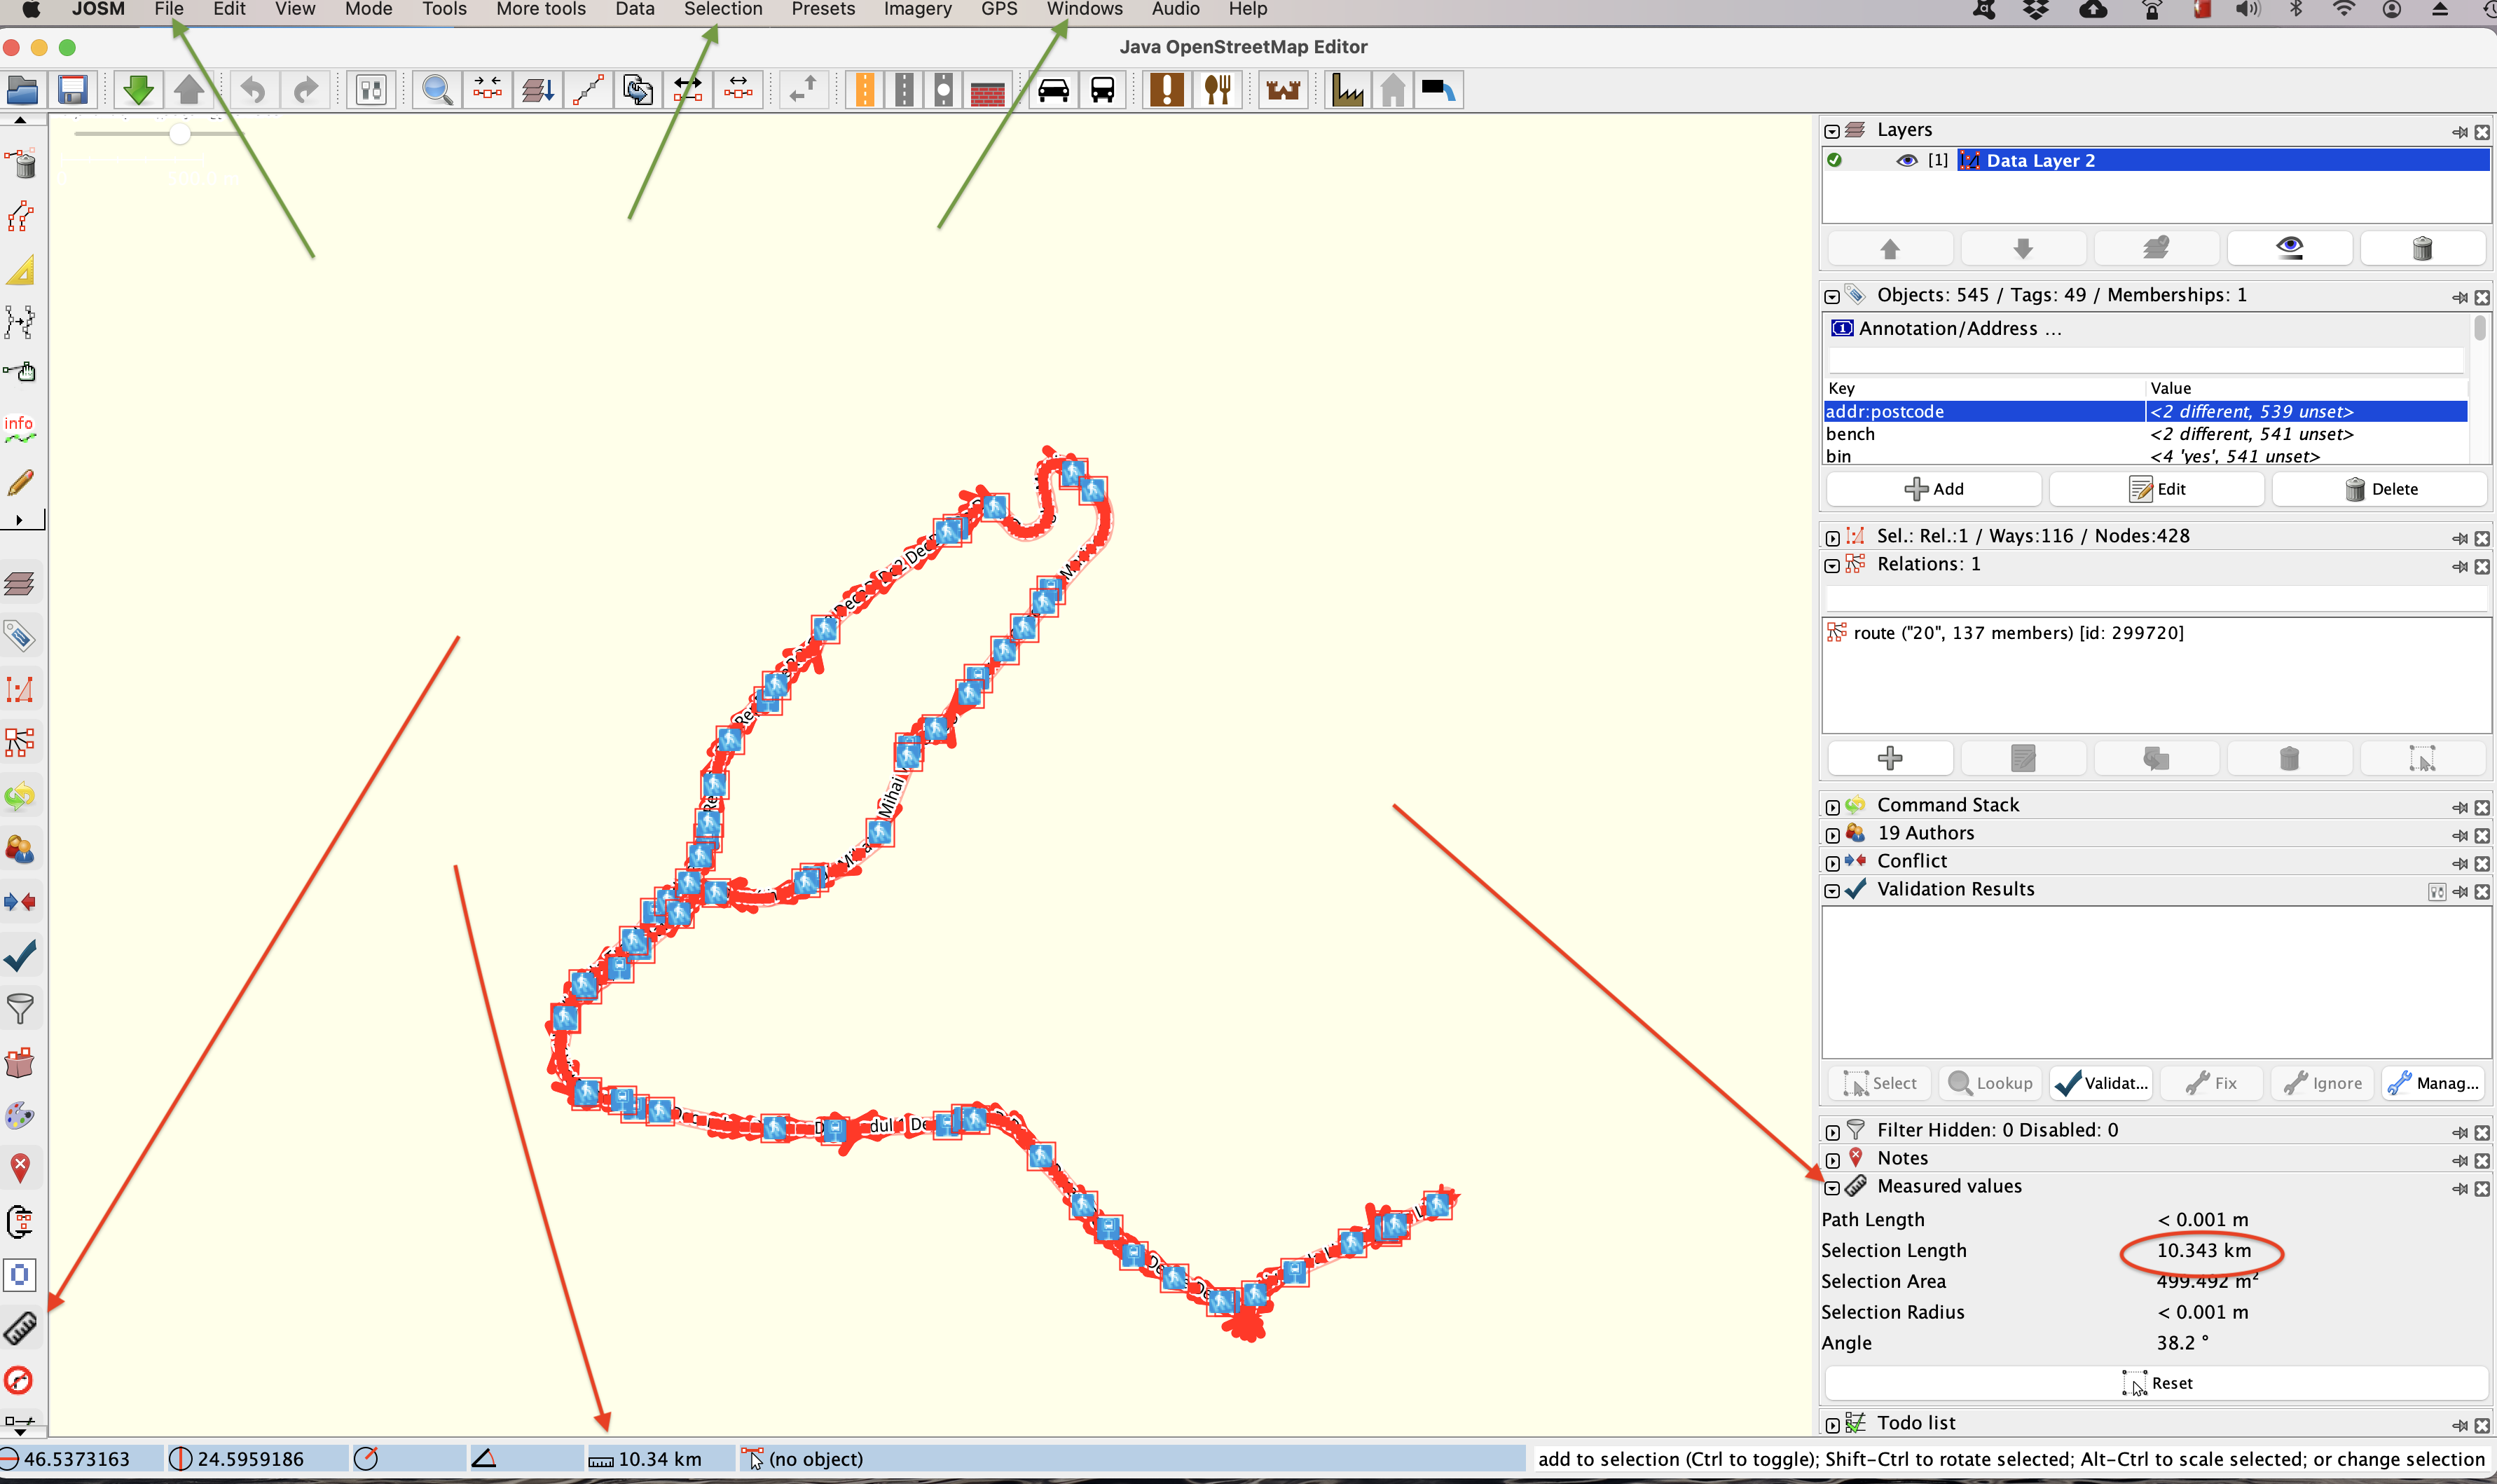 JOSM File Edit View Mode Tools More tools Data Selection Presets Imagery GPS Windows Audio Help
Java OpenStreetMap Editor
info
Layers
[1] Data Layer 2
Objects: 545 / Tags: 49 / Memberships: 1
Annotation/Address ...
Key Value
addr:postcode <2 different, 539 unset>
bench <2 different, 541 unset>
bin <4 'yes', 541 unset>
Add Edit Delete
Sel.: Rel.:1 / Ways:116 / Nodes:428
Relations: 1
route ("20", 137 members) [id: 299720]
Command Stack
19 Authors
Conflict
Validation Results
Select Lookup Validat... Fix Ignore Manag...
Filter Hidden: 0 Disabled: 0
Notes
Measured values
Path Length < 0.001 m
Selection Length 10.343 km
Selection Area 499.492 m²
Selection Radius < 0.001 m
Angle 38.2 °
Reset
Todo list
Mihai
46.5373163 24.5959186 10.34 km (no object) add to selection (Ctrl to toggle); Shift-Ctrl to rotate selected; Alt-Ctrl to scale selected; or change selection